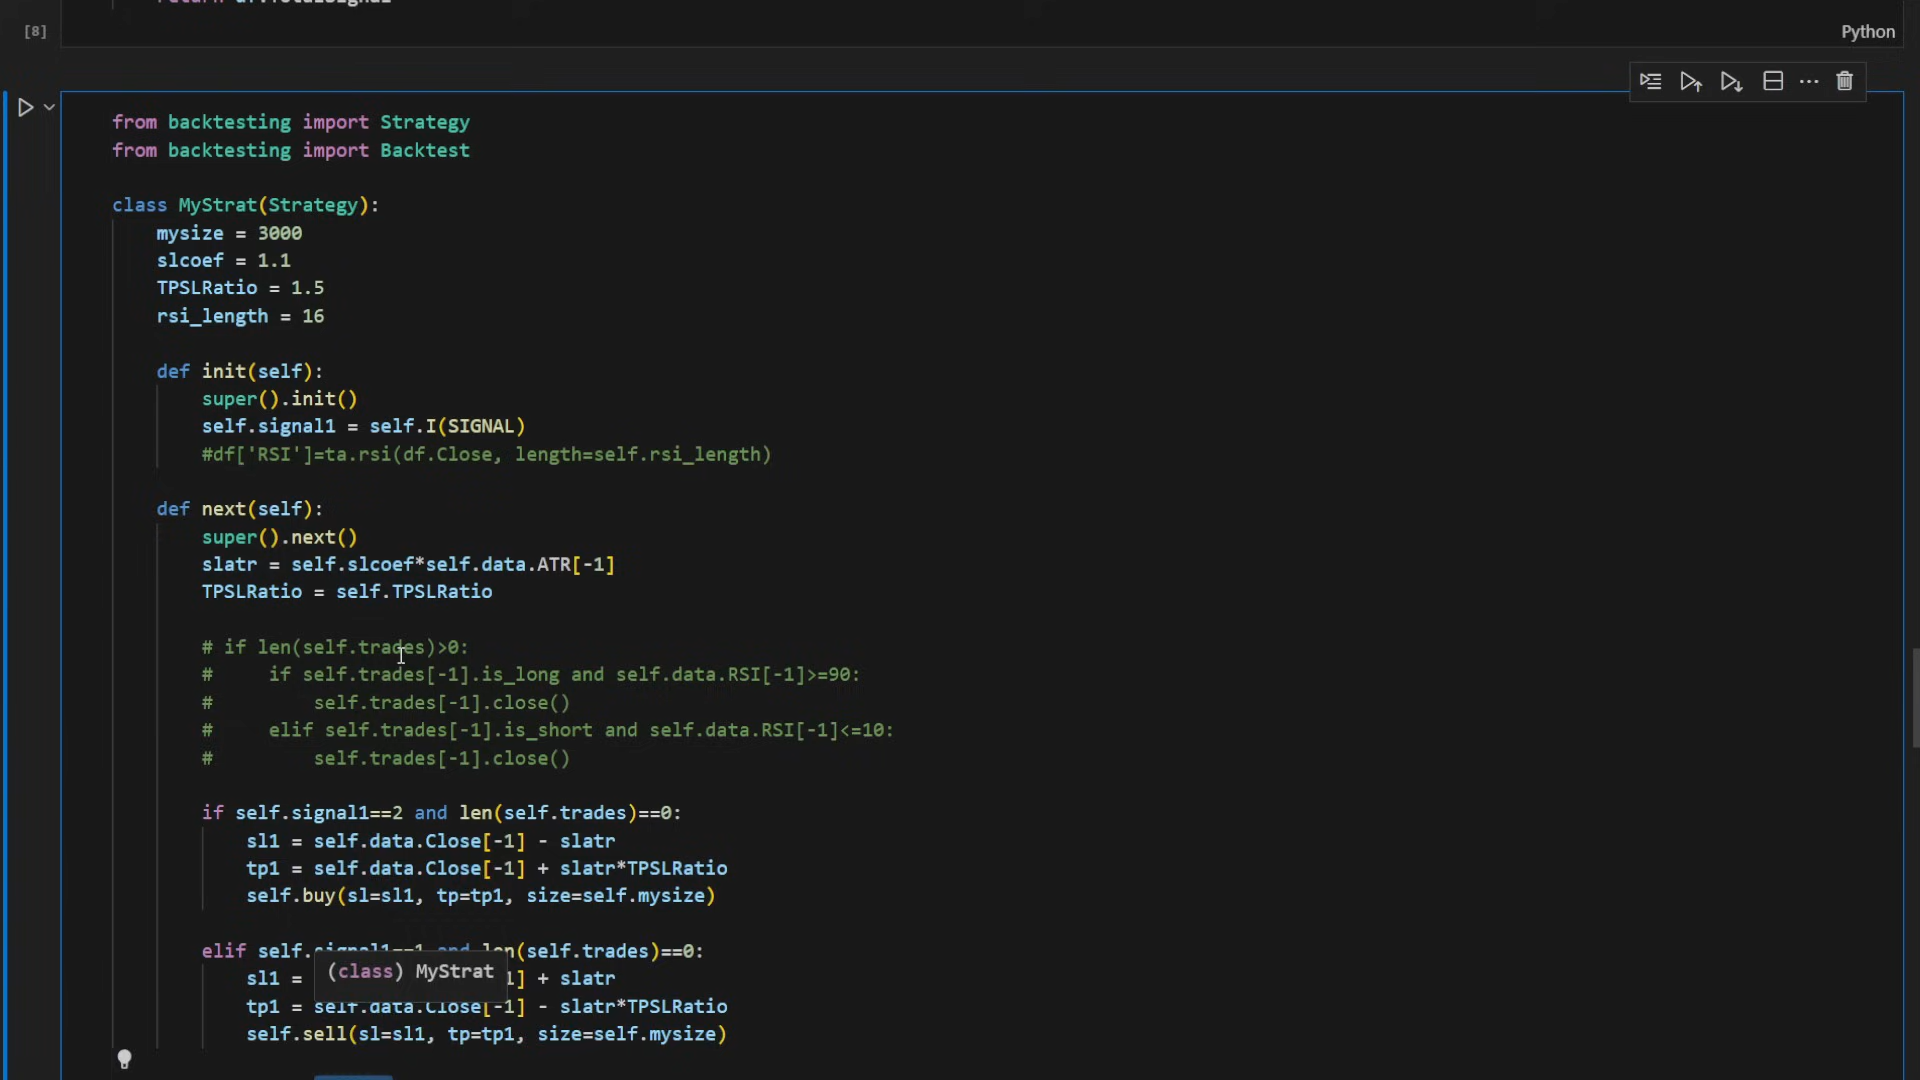 return df.TotalSignal
[8]
Python
from backtesting import Strategy
from backtesting import Backtest
class MyStrat(Strategy):
mysize = 3000
slcoef = 1.1
TPSLRatio = 1.5
rsi_length = 16
def init(self):
super().init()
self.signal1 = self.I(SIGNAL)
#df['RSI']=ta.rsi(df.Close, length=self.rsi_length)
def next(self):
super().next()
slatr = self.slcoef*self.data.ATR[-1]
TPSLRatio = self.TPSLRatio
# if len(self.trades)>0:
#     if self.trades[-1].is_long and self.data.RSI[-1]>=90:
#         self.trades[-1].close()
#     elif self.trades[-1].is_short and self.data.RSI[-1]<=10:
#         self.trades[-1].close()
if self.signal1==2 and len(self.trades)==0:
sl1 = self.data.Close[-1] - slatr
tp1 = self.data.Close[-1] + slatr*TPSLRatio
self.buy(sl=sl1, tp=tp1, size=self.mysize)
elif self.signal1==1 and len(self.trades)==0:
(class) MyStrat
sl1 = 1] + slatr
tp1 = self.data.Close[-1] - slatr*TPSLRatio
self.sell(sl=sl1, tp=tp1, size=self.mysize)